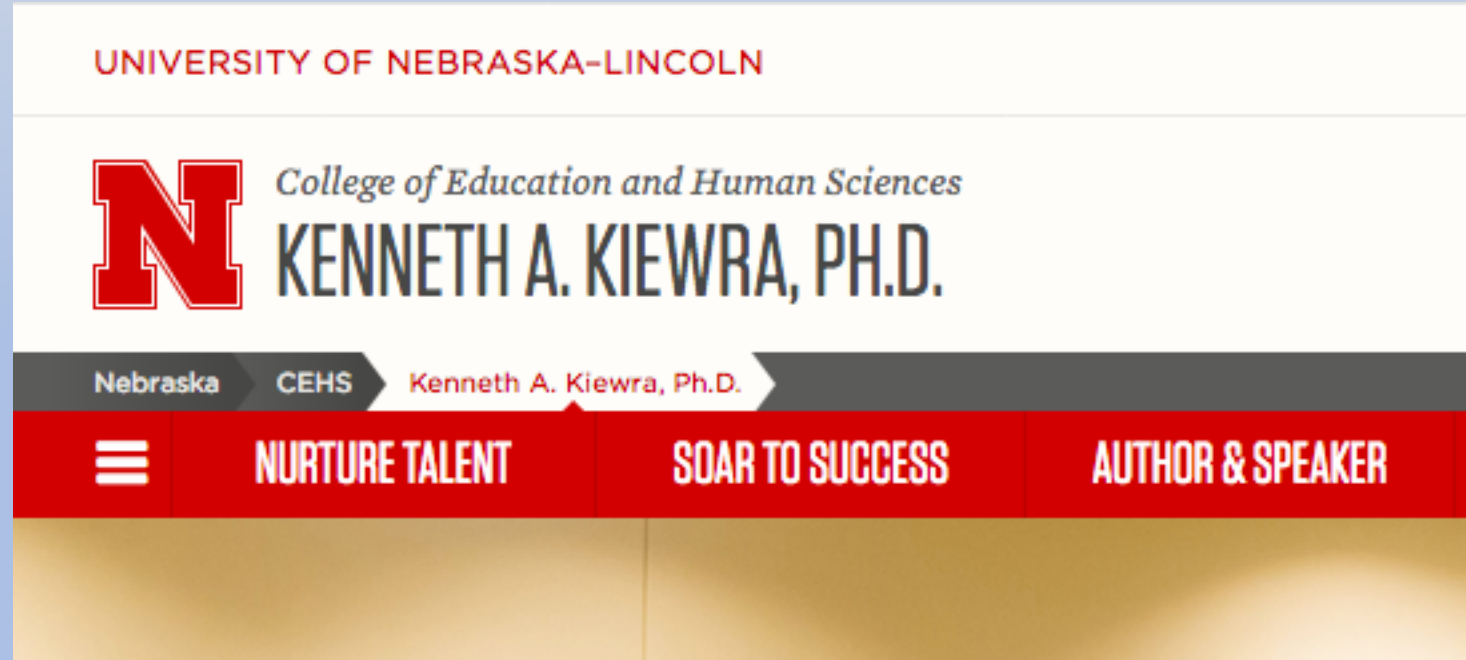 UNIVERSITY OF NEBRASKA–LINCOLN
N
College of Education and Human Sciences
KENNETH A. KIEWRA, PH.D.
Nebraska CEHS Kenneth A. Kiewra, Ph.D.
NURTURE TALENT SOAR TO SUCCESS AUTHOR & SPEAKER